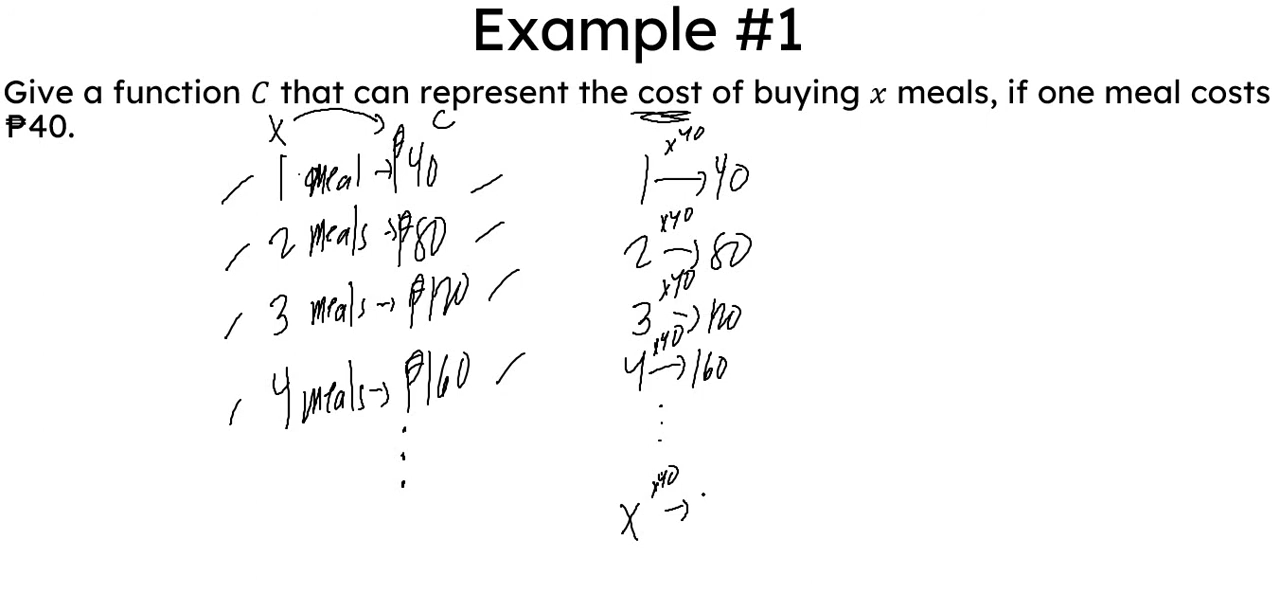 Example #1
Give a function C that can represent the cost of buying x meals, if one meal costs
₱40.
X C
1 meal → ₱40
2 meals → ₱80
3 meals → ₱120
4 meals → ₱160
⋮
x40
1 → 40
x40
2 → 80
x40
3 → 120
x40
4 → 160
⋮
x40
X → .